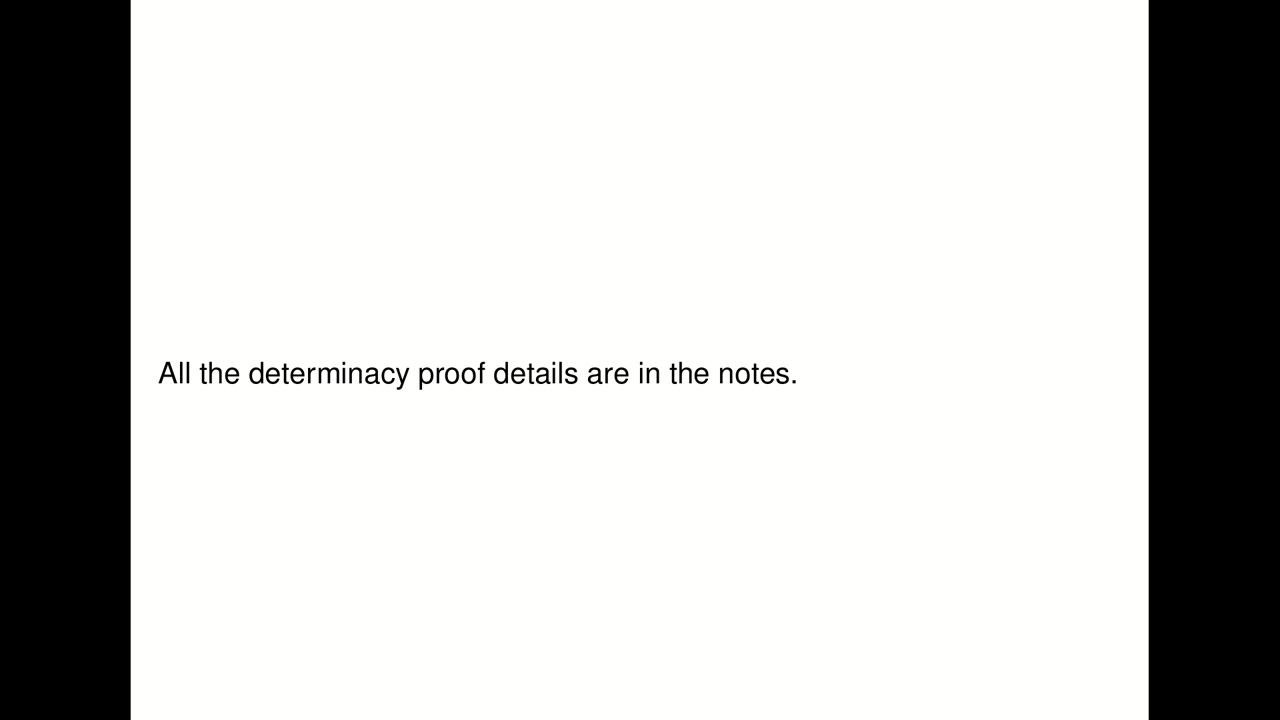 All the determinacy proof details are in the notes.